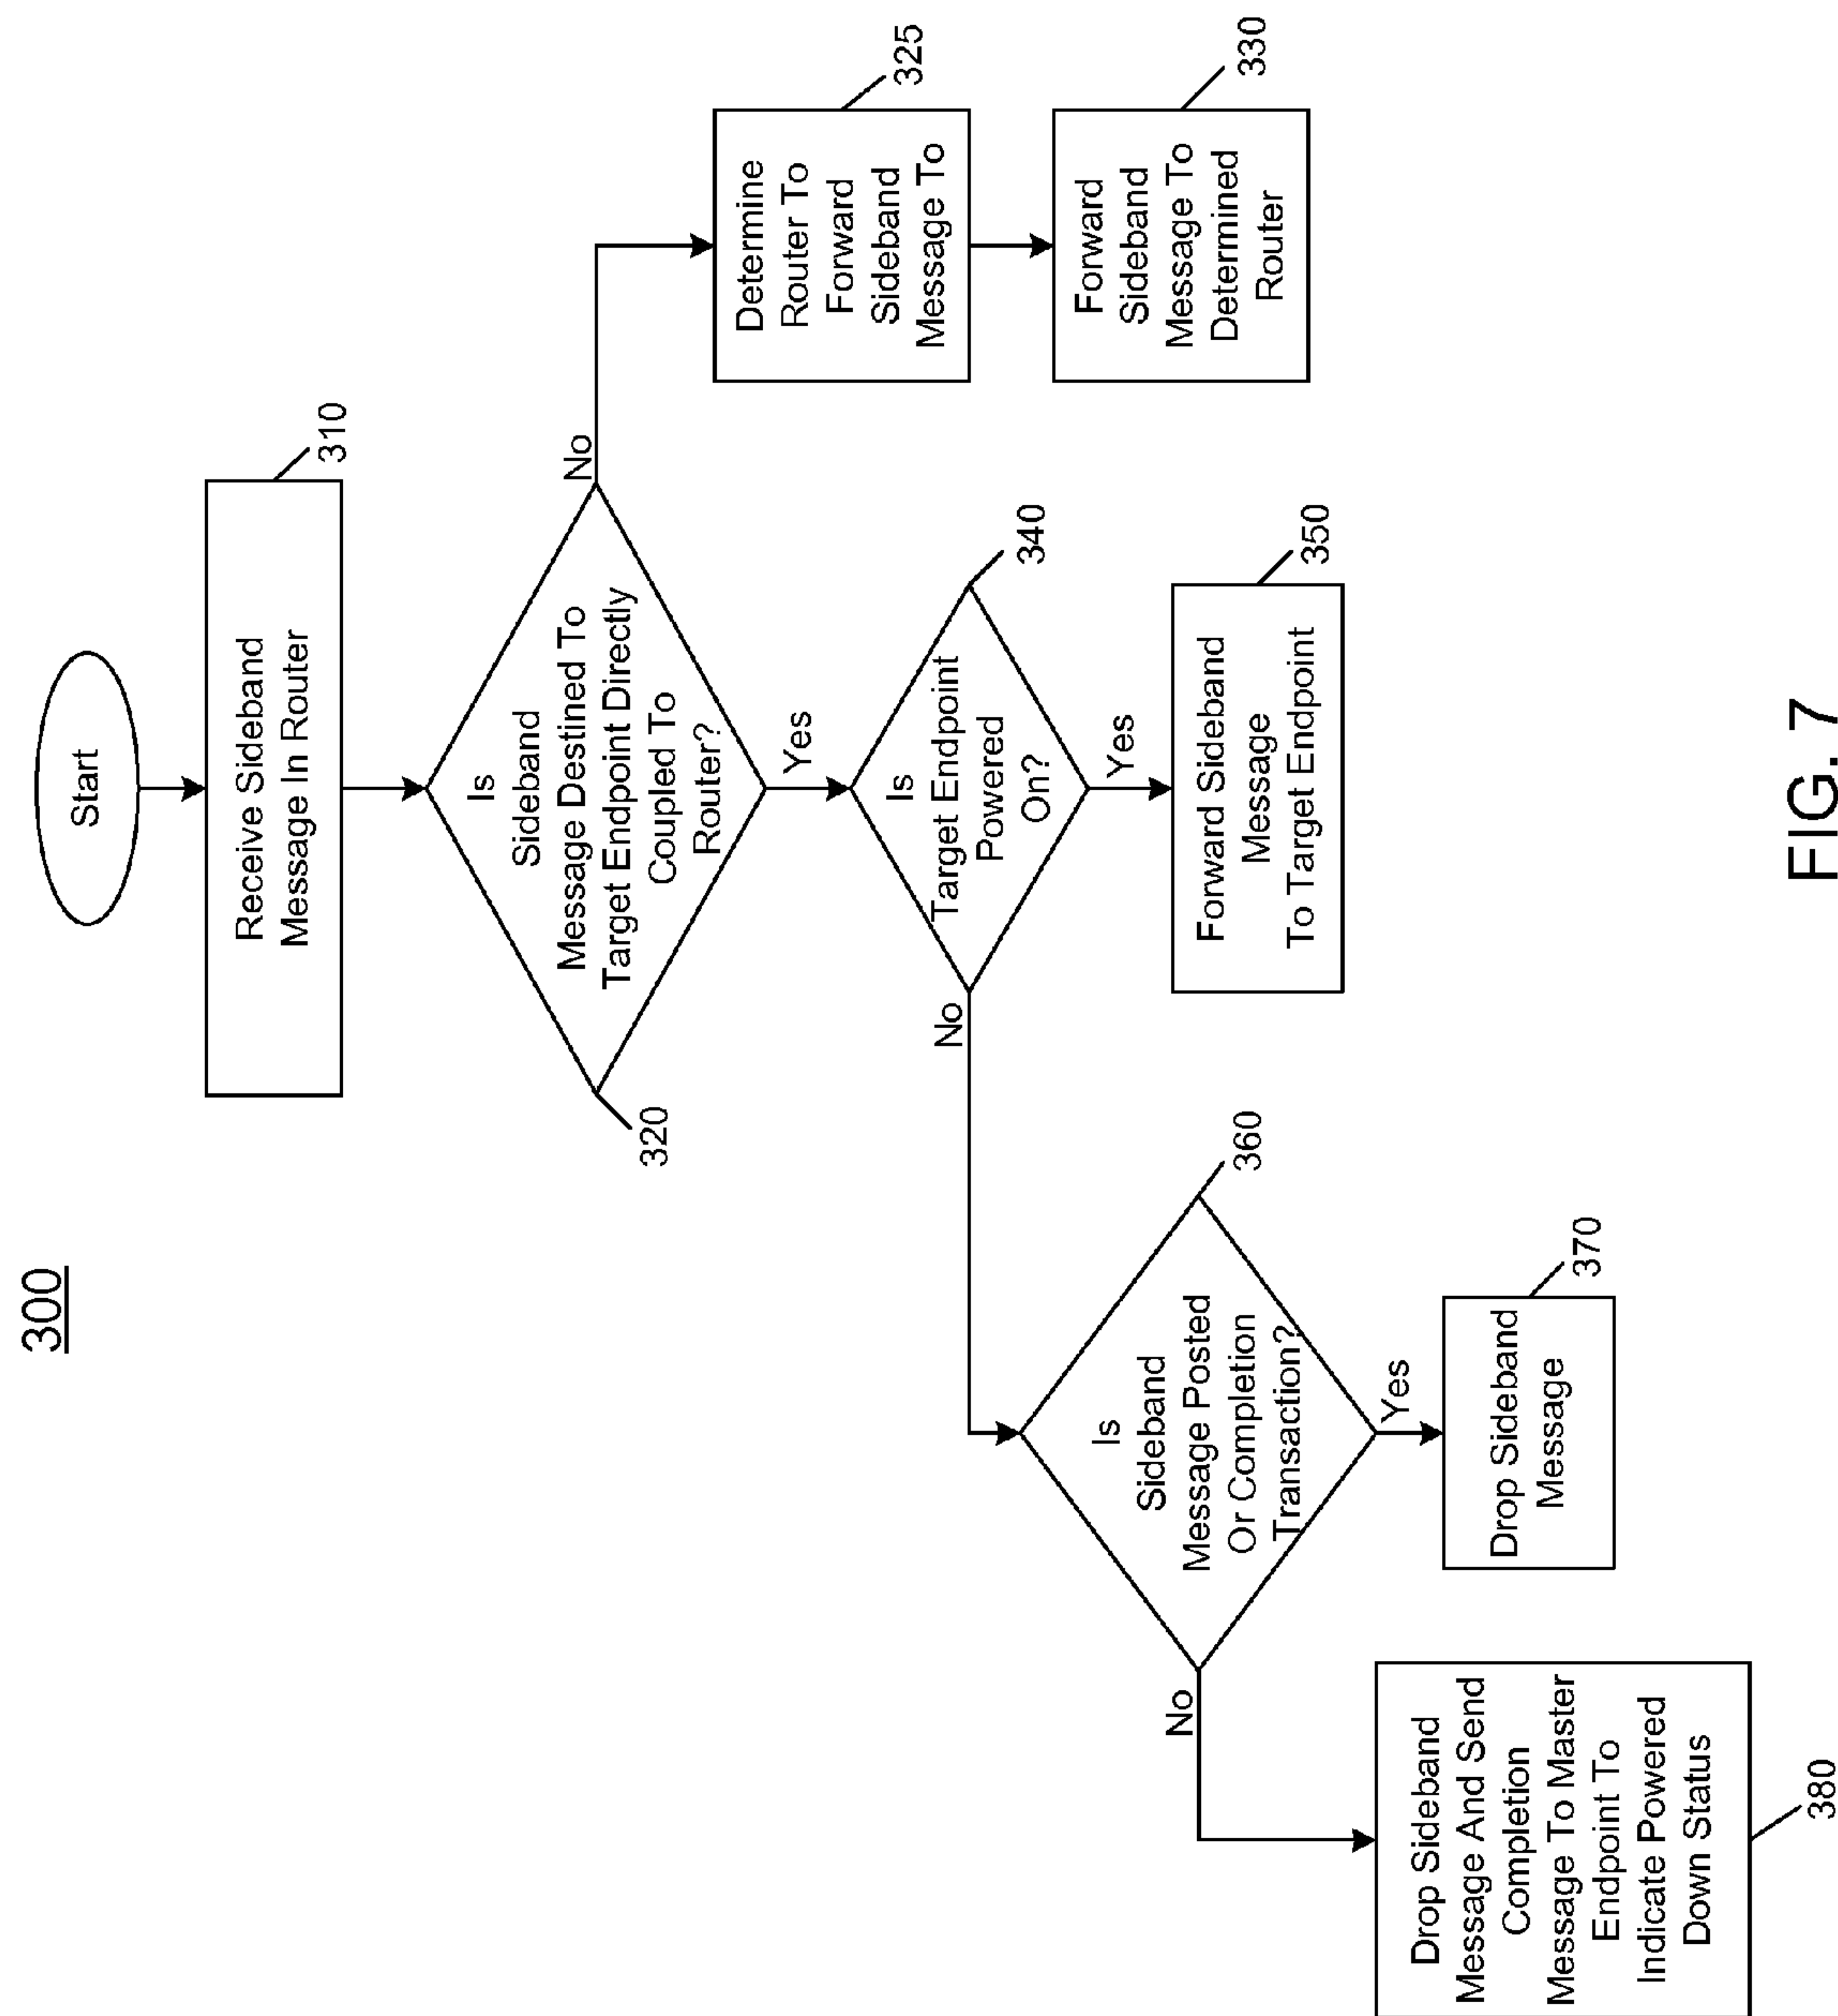 300
Start
Receive Sideband
Message In Router
310
Is
Sideband
Message Destined To
Target Endpoint Directly
Coupled To
Router?
320
No
Yes
Determine
Router To
Forward
Sideband
Message To
325
Forward
Sideband
Message To
Determined
Router
330
Is
Target Endpoint
Powered
On?
340
No
Yes
Forward Sideband
Message
To Target Endpoint
350
Is
Sideband
Message Posted
Or Completion
Transaction?
360
No
Yes
Drop Sideband
Message
370
Drop Sideband
Message And Send
Completion
Message To Master
Endpoint To
Indicate Powered
Down Status
380
FIG. 7